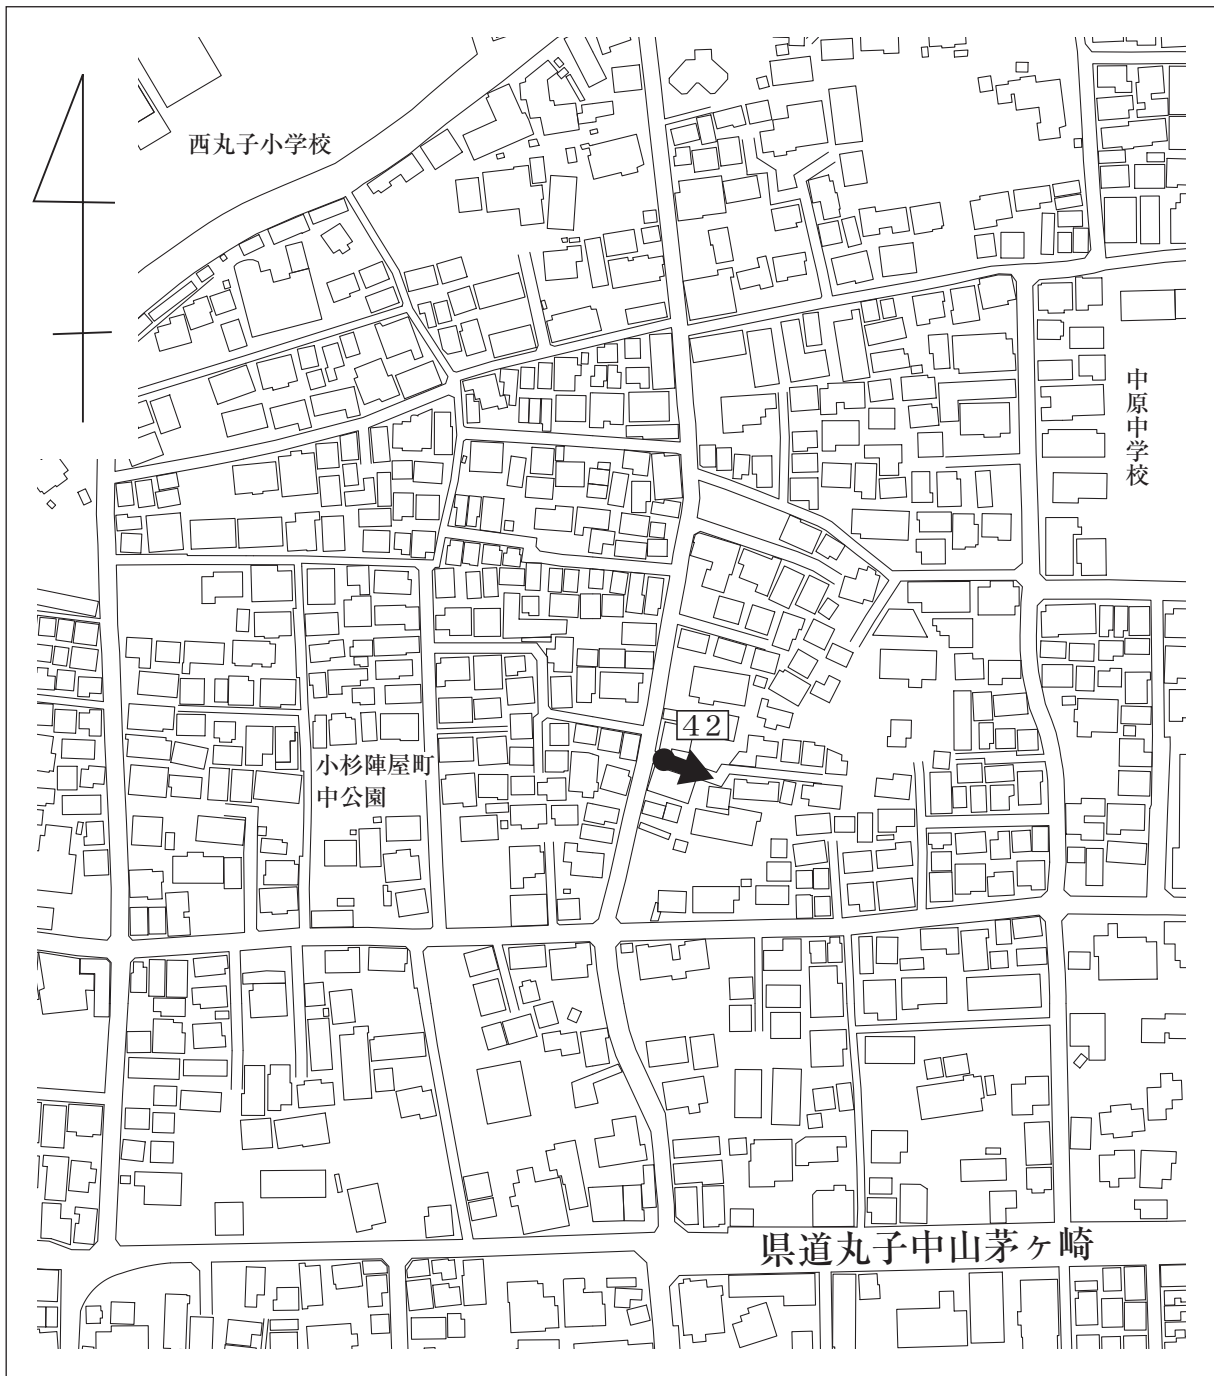 西丸子小学校
中原中学校
42
小杉陣屋町
中公園
県道丸子中山茅ヶ崎